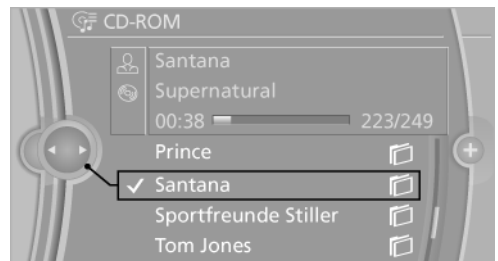 CD-ROM
Santana
Supernatural
00:38 223/249
Prince
Santana
Sportfreunde Stiller
Tom Jones